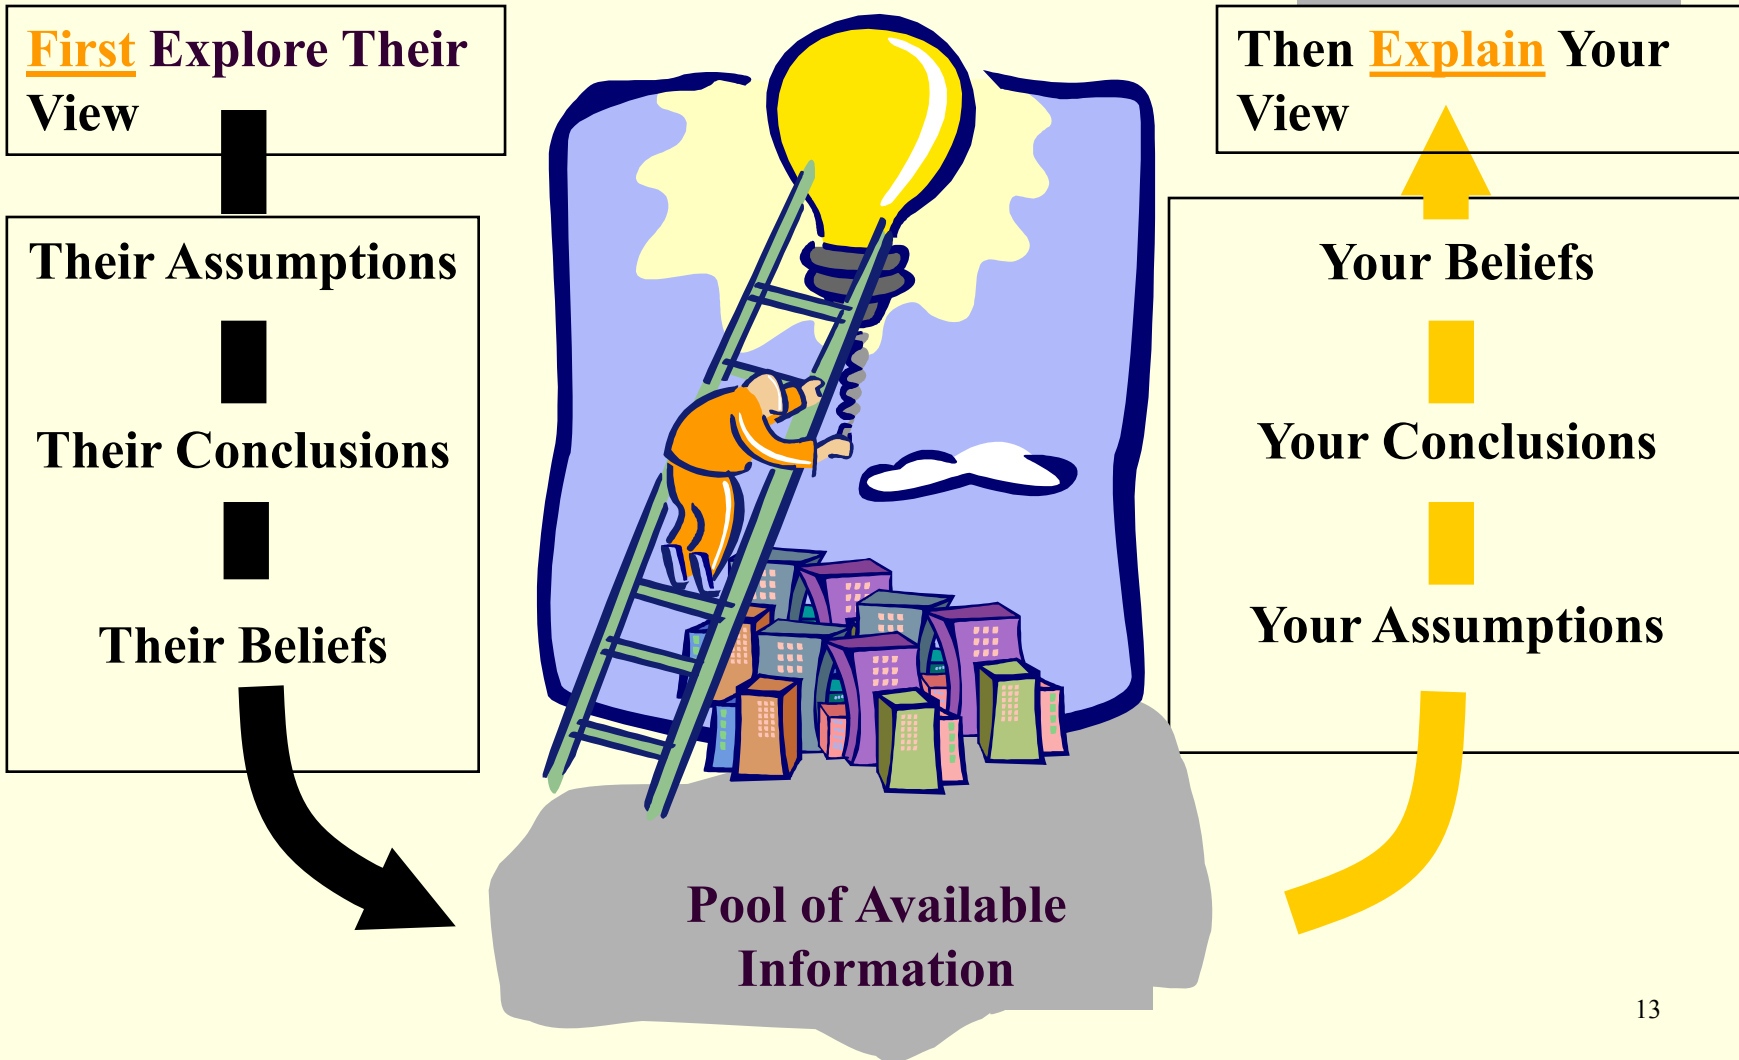 First Explore Their
View
Their Assumptions
Their Conclusions
Their Beliefs
Pool of Available
Information
Then Explain Your
View
Your Beliefs
Your Conclusions
Your Assumptions
13